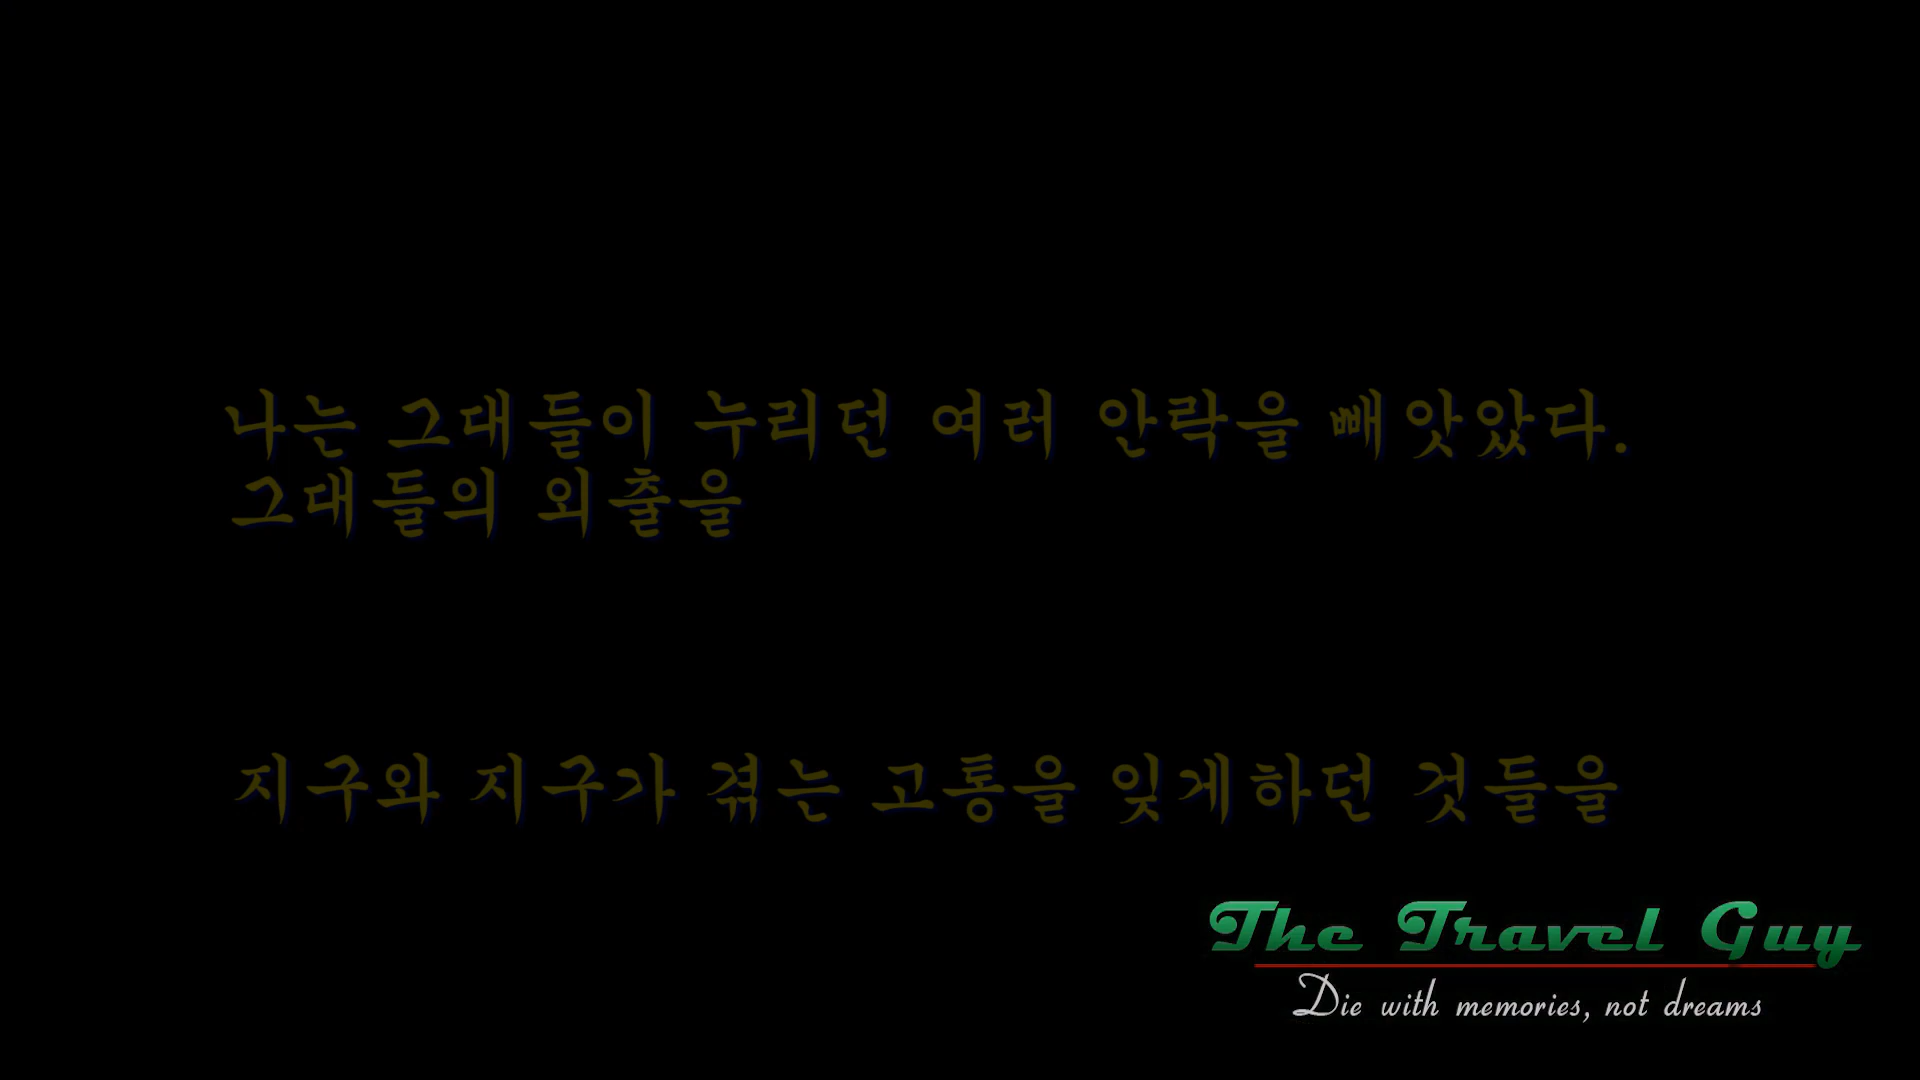 나는 그대들이 누리던 여러 안락을 빼앗았다.
그대들의 외출을
지구와 지구가 겪는 고통을 잊게하던 것들을
The Travel Guy
Die with memories, not dreams